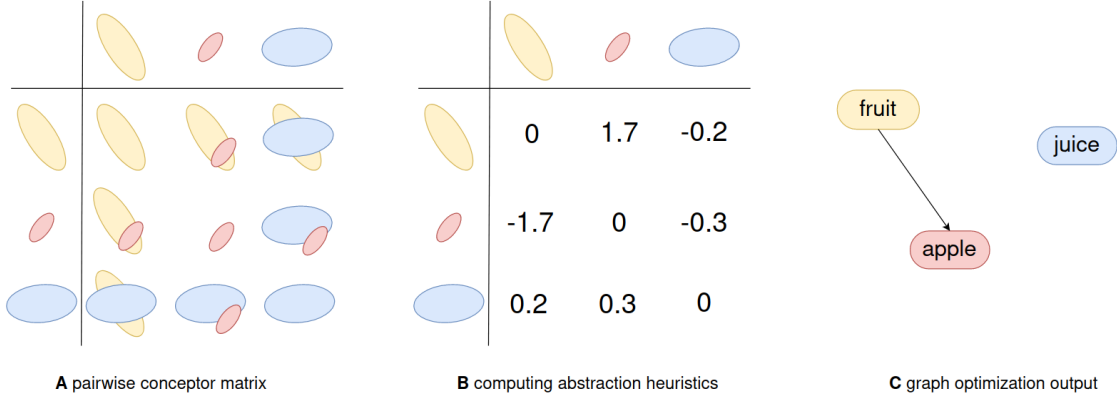 0 1.7 -0.2
-1.7 0 -0.3
0.2 0.3 0
fruit
juice
apple
A pairwise conceptor matrix
B computing abstraction heuristics
C graph optimization output